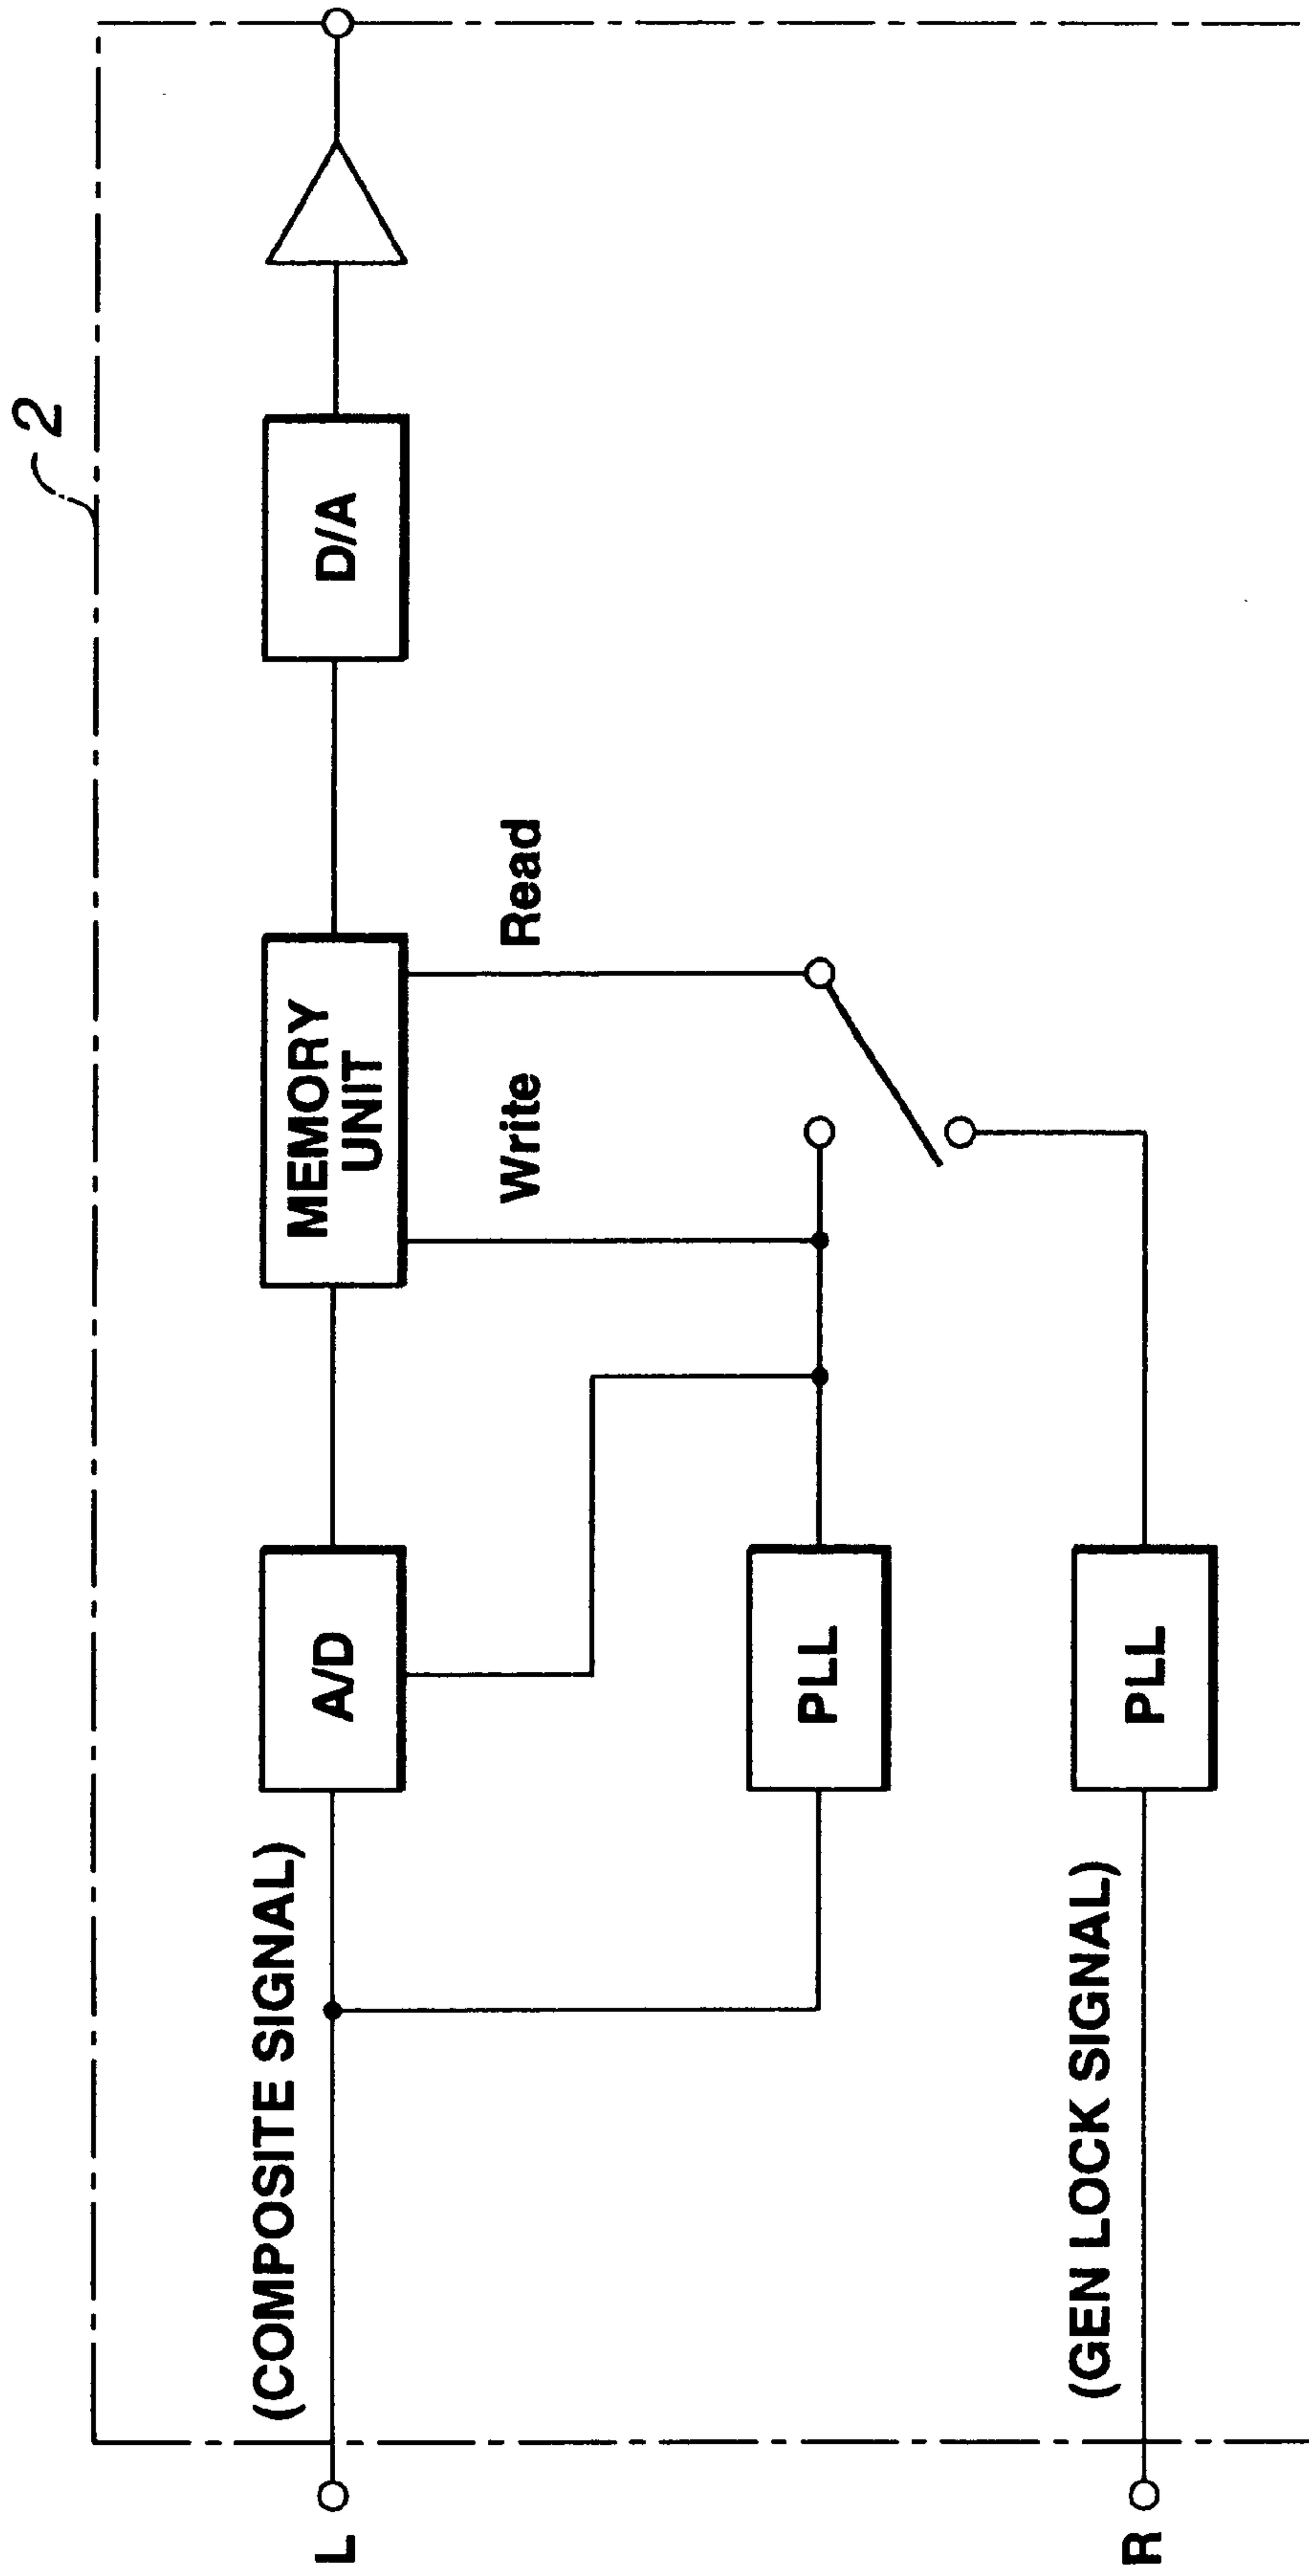 2
L
(COMPOSITE SIGNAL)
A/D
MEMORY
UNIT
D/A
Write
Read
PLL
R
(GEN LOCK SIGNAL)
PLL